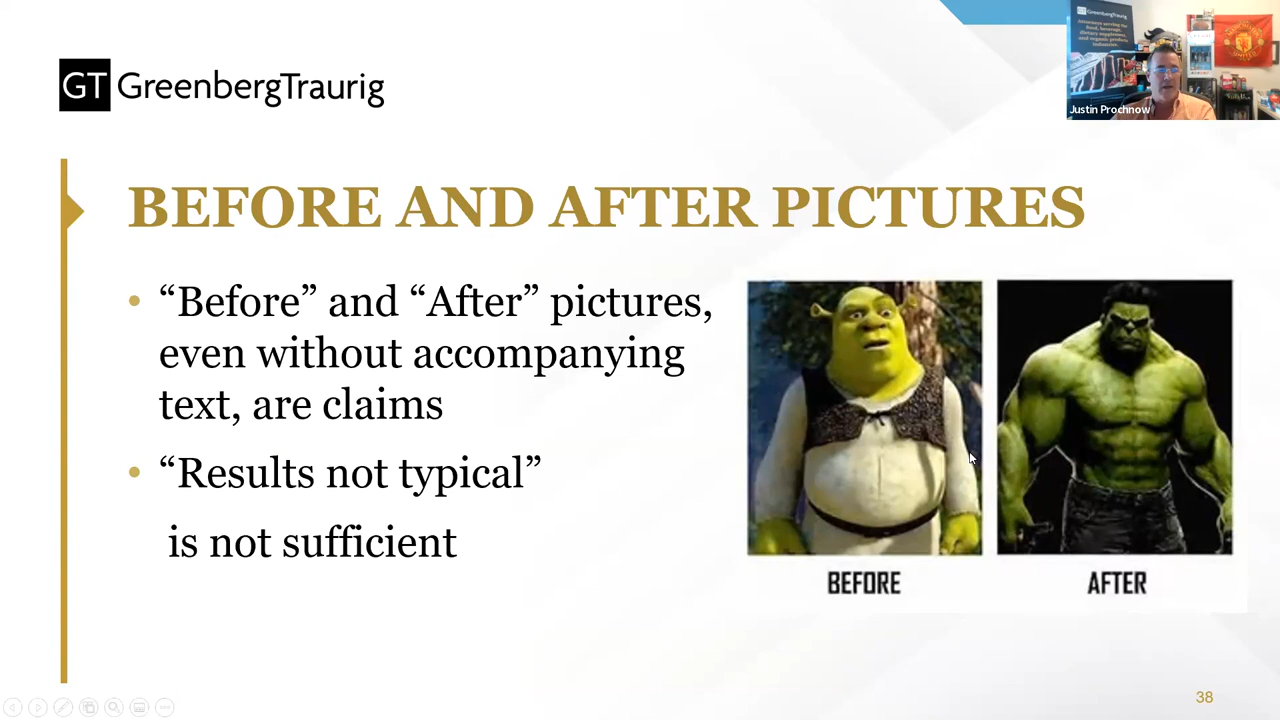 GT GreenbergTraurig
GreenbergTraurig
Justin Prochnow
BEFORE AND AFTER PICTURES
• “Before” and “After” pictures,
even without accompanying
text, are claims
• “Results not typical”
is not sufficient
BEFORE
AFTER
38